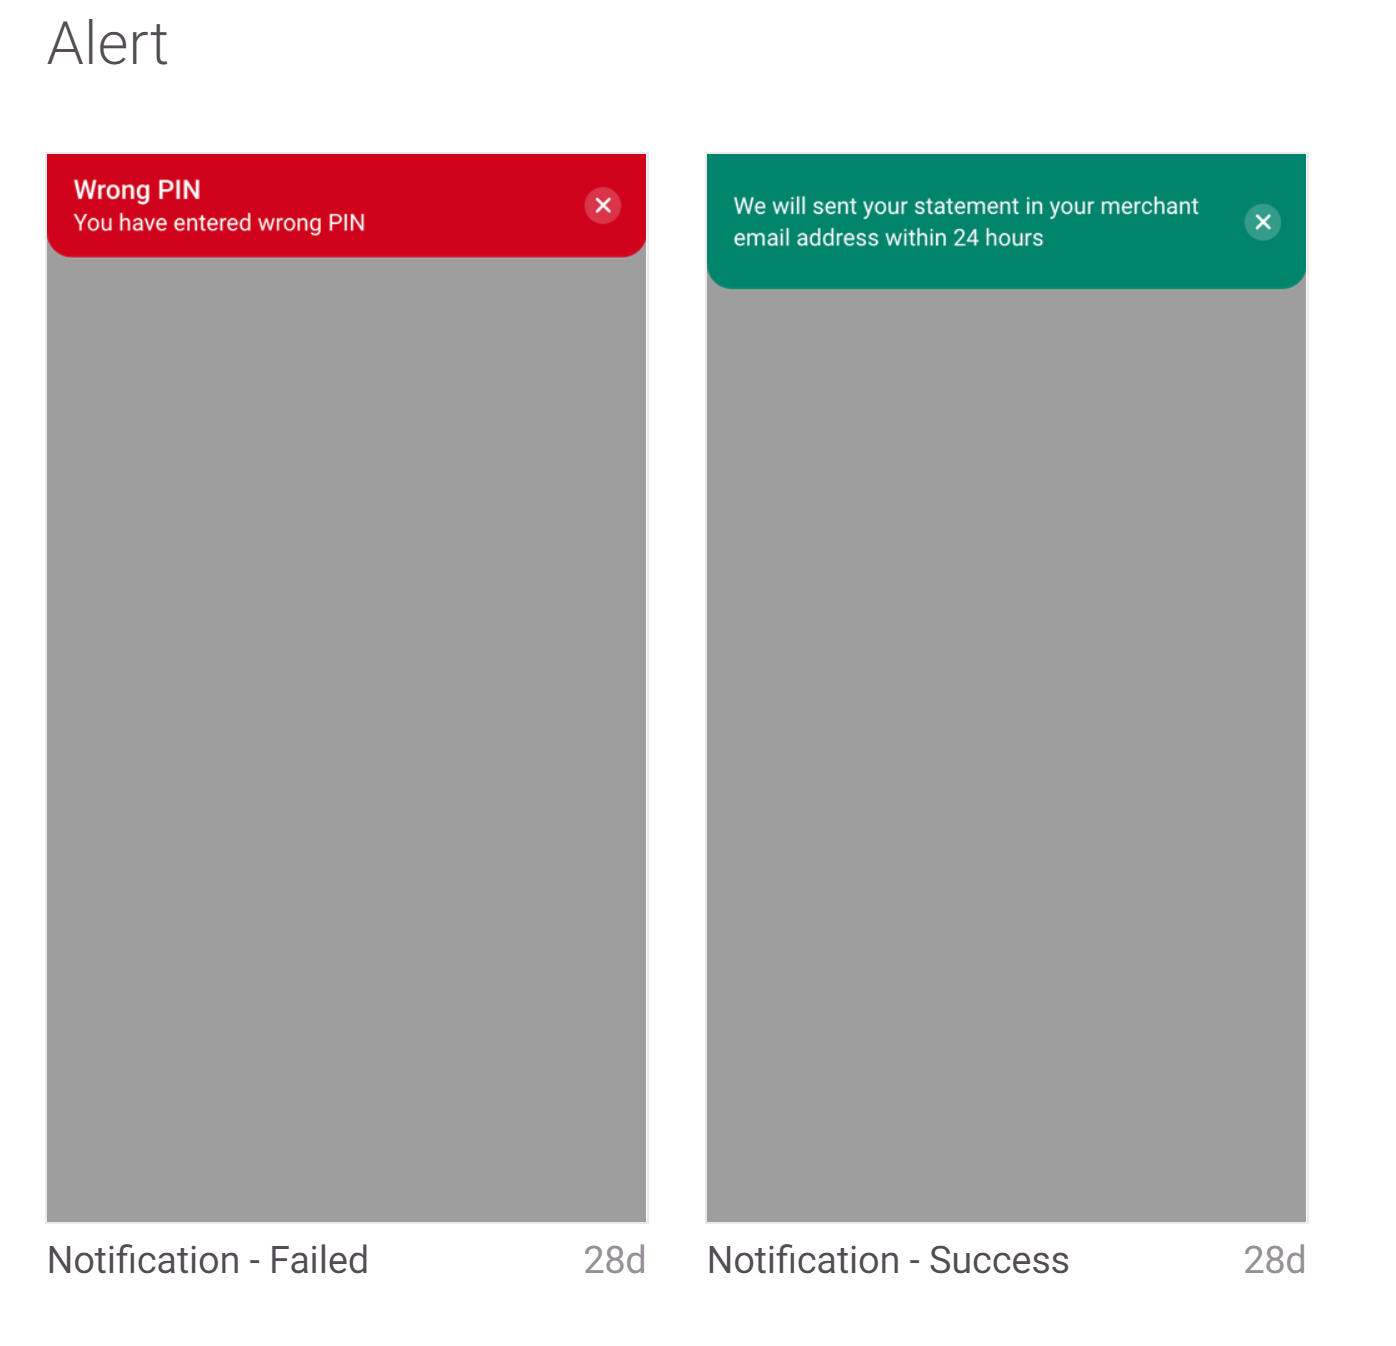 Alert
Wrong PIN
You have entered wrong PIN
We will sent your statement in your merchant
email address within 24 hours
Notification - Failed 28d
Notification - Success 28d